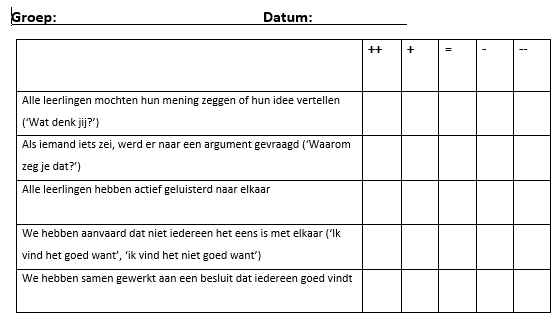 Groep: Datum:
++ + = - --
Alle leerlingen mochten hun mening zeggen of hun idee vertellen
(‘Wat denk jij?’)
Als iemand iets zei, werd er naar een argument gevraagd (‘Waarom
zeg je dat?’)
Alle leerlingen hebben actief geluisterd naar elkaar
We hebben aanvaard dat niet iedereen het eens is met elkaar (‘Ik
vind het goed want’, ‘ik vind het niet goed want’)
We hebben samen gewerkt aan een besluit dat iedereen goed vindt